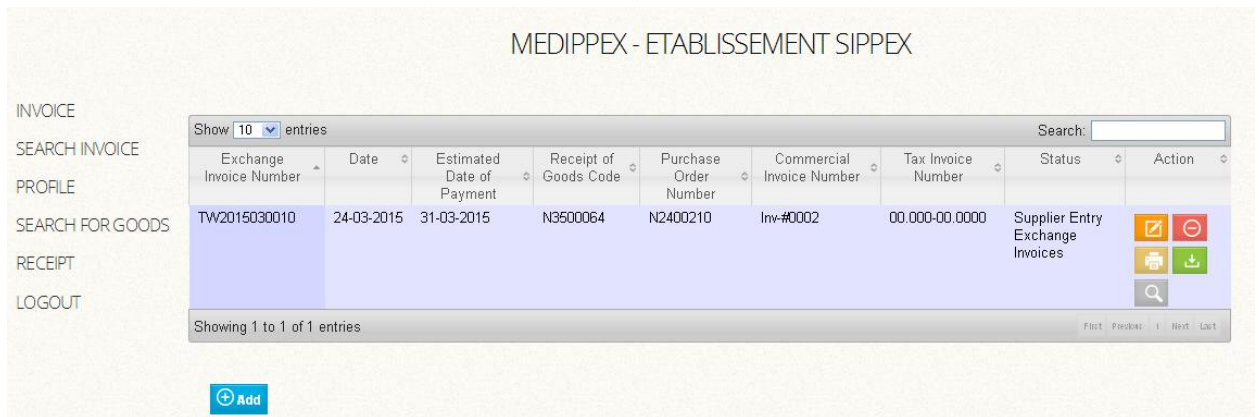 MEDIPPEX - ETABLISSEMENT SIPPEX
INVOICE
SEARCH INVOICE
PROFILE
SEARCH FOR GOODS
RECEIPT
LOGOUT
Show 10 entries
Search:
Exchange
Invoice Number
Date
Estimated
Date of
Payment
Receipt of
Goods Code
Purchase
Order
Number
Commercial
Invoice Number
Tax Invoice
Number
Status
Action
TW2015030010
24-03-2015
31-03-2015
N3500064
N2400210
Inv-#0002
00.000-00.0000
Supplier Entry
Exchange
Invoices
Showing 1 to 1 of 1 entries
First Previous 1 Next Last
Add